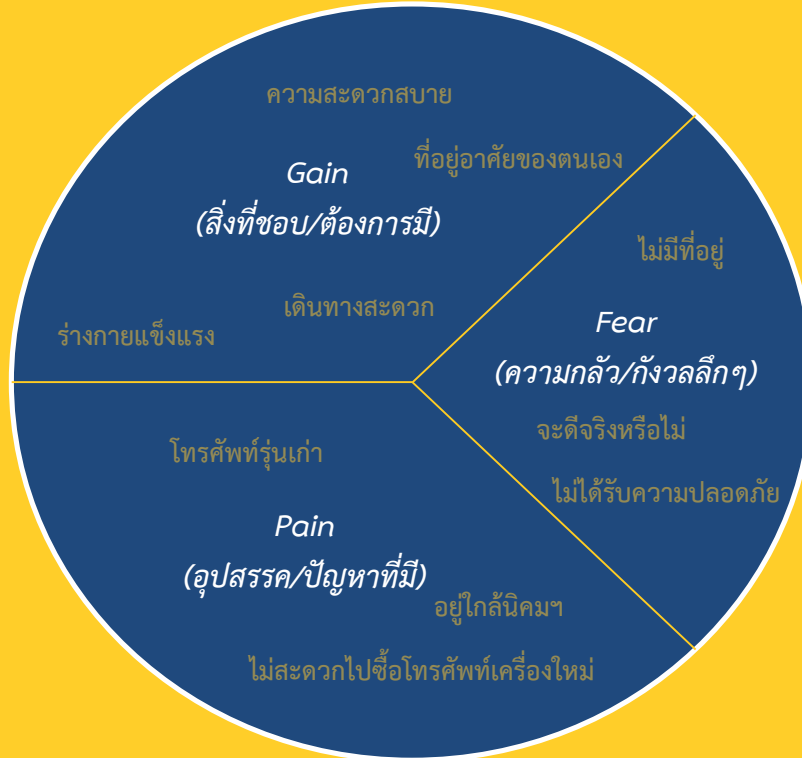 ความสะดวกสบาย
ที่อยู่อาศัยของตนเอง
Gain
(สิ่งที่ชอบ/ต้องการมี)
เดินทางสะดวก
ร่างกายแข็งแรง
ไม่มีที่อยู่
Fear
(ความกลัว/กังวลลึกๆ)
จะดีจริงหรือไม่
ไม่ได้รับความปลอดภัย
โทรศัพท์รุ่นเก่า
Pain
(อุปสรรค/ปัญหาที่มี)
อยู่ใกล้นิคมฯ
ไม่สะดวกไปซื้อโทรศัพท์เครื่องใหม่